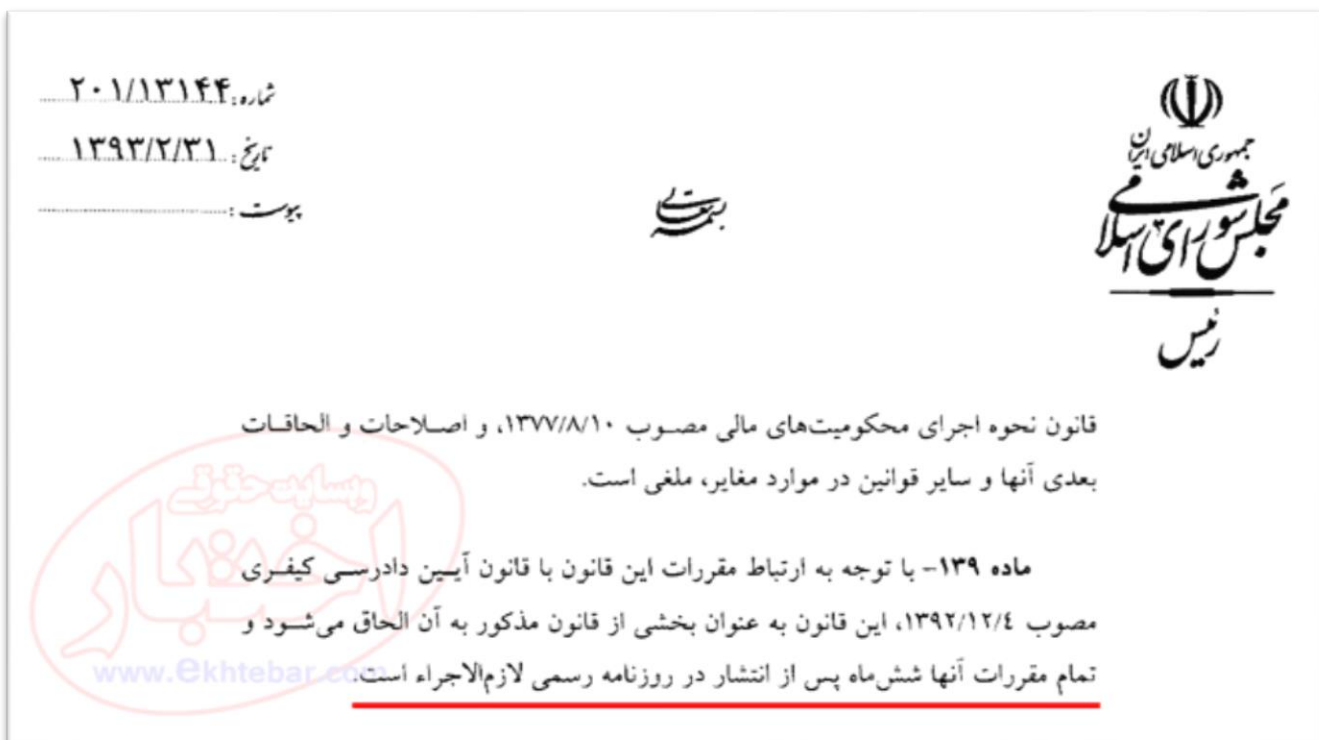 جمهوری اسلامی ایران
مجلس شورای اسلامی
رئیس
بسمه تعالی
شماره: ۲۰۱/۱۳۱۴۴
تاریخ: ۱۳۹۳/۲/۳۱
پیوست:
قانون نحوه اجرای محکومیت‌های مالی مصوب ۱۳۷۷/۸/۱۰، و اصلاحات و الحاقات
بعدی آنها و سایر قوانین در موارد مغایر، ملغی است.
ماده ۱۳۹- با توجه به ارتباط مقررات این قانون با قانون آیین دادرسی کیفری
مصوب ۱۳۹۲/۱۲/٤، این قانون به عنوان بخشی از قانون مذکور به آن الحاق می‌شود و
تمام مقررات آنها شش‌ماه پس از انتشار در روزنامه رسمی لازم‌الاجراء است.
وبسایت حقوقی
اختبار
www.ekhtebar.com